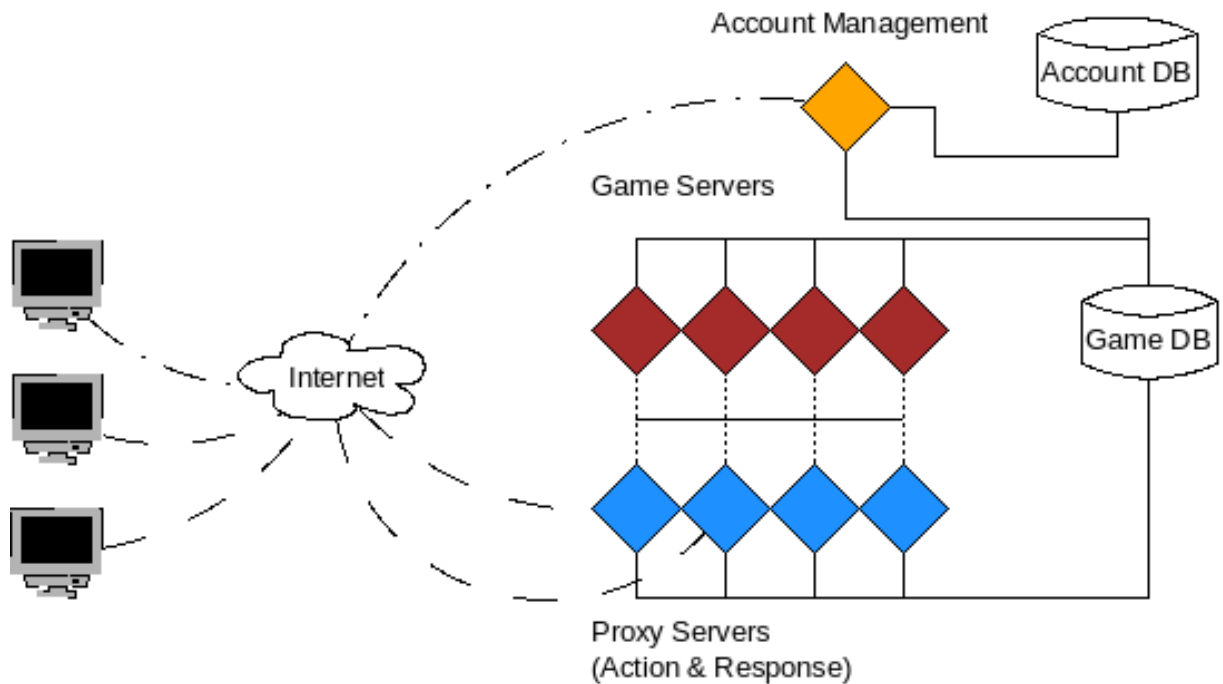 Account Management
Account DB
Game Servers
Internet
Game DB
Proxy Servers
(Action & Response)